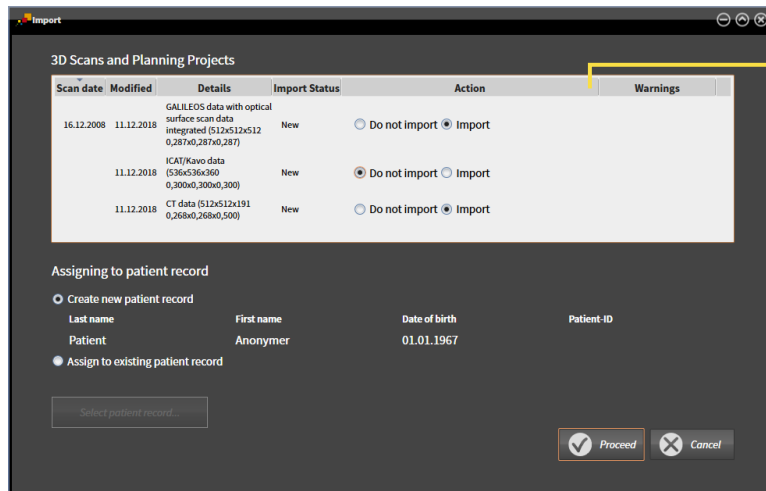 Import
3D Scans and Planning Projects
Scan date Modified Details Import Status Action Warnings
GALILEOS data with optical
surface scan data
integrated (512x512x512
0,287x0,287x0,287)
16.12.2008 11.12.2018 New Do not import Import
ICAT/Kavo data
(536x536x360
0,300x0,300x0,300)
11.12.2018 New Do not import Import
CT data (512x512x191
0,268x0,268x0,500)
11.12.2018 New Do not import Import
Assigning to patient record
Create new patient record
Last name First name Date of birth Patient-ID
Patient Anonymer 01.01.1967
Assign to existing patient record
Select patient record...
Proceed Cancel